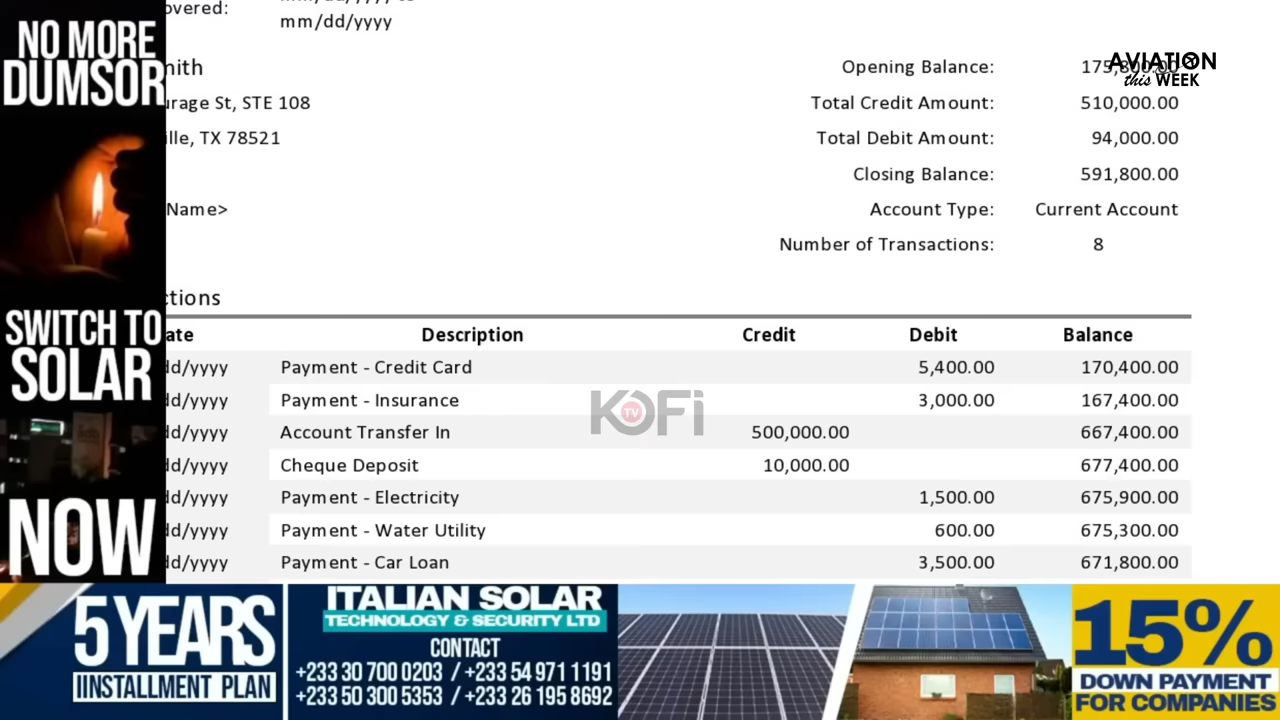 NO MORE
DUMSOR
SWITCH TO
SOLAR
NOW
overed:
mm/dd/yyyy
AVIATION
this WEEK
nith
urage St, STE 108
ille, TX 78521
Name>
Opening Balance: 175,800.00
Total Credit Amount: 510,000.00
Total Debit Amount: 94,000.00
Closing Balance: 591,800.00
Account Type: Current Account
Number of Transactions: 8
ctions
ate Description Credit Debit Balance
dd/yyyy Payment - Credit Card 5,400.00 170,400.00
dd/yyyy Payment - Insurance 3,000.00 167,400.00
dd/yyyy Account Transfer In 500,000.00 667,400.00
dd/yyyy Cheque Deposit 10,000.00 677,400.00
dd/yyyy Payment - Electricity 1,500.00 675,900.00
dd/yyyy Payment - Water Utility 600.00 675,300.00
dd/yyyy Payment - Car Loan 3,500.00 671,800.00
KOFi
TV
5 YEARS
IINSTALLMENT PLAN
ITALIAN SOLAR
TECHNOLOGY & SECURITY LTD
CONTACT
+233 30 700 0203 / +233 54 971 1191
+233 50 300 5353 / +233 26 195 8692
15%
DOWN PAYMENT
FOR COMPANIES